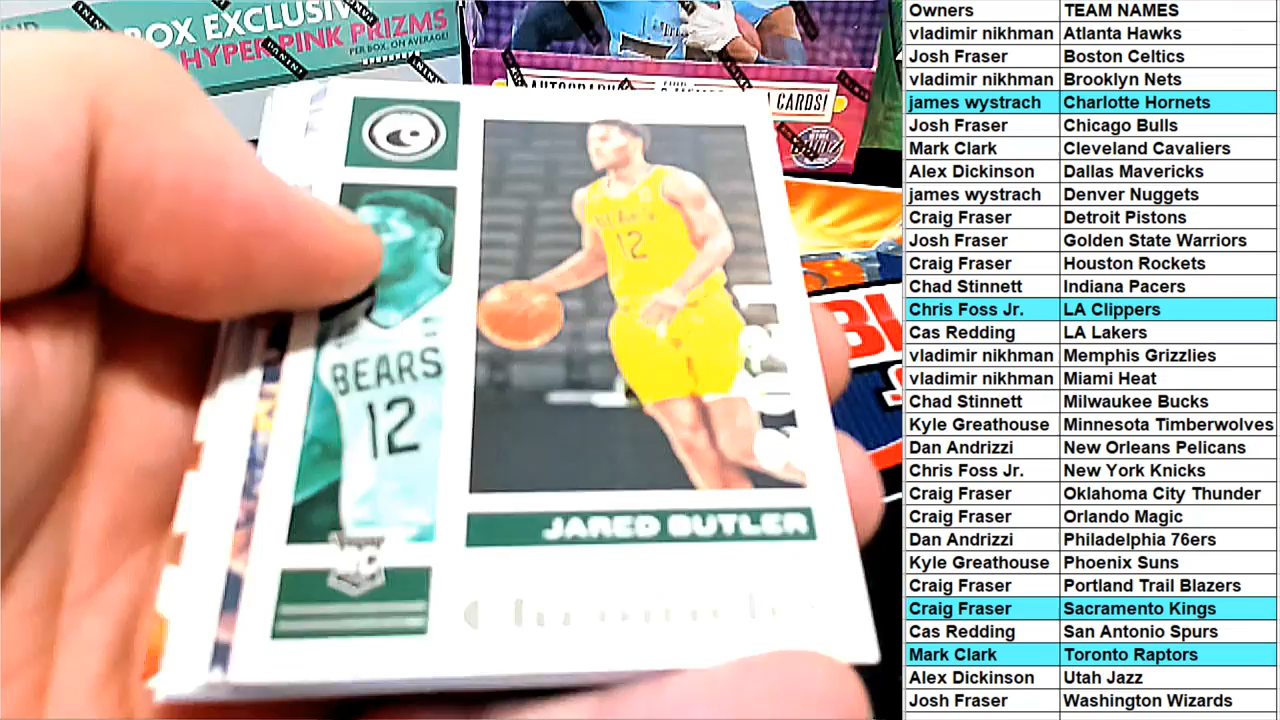 BOX EXCLUSIV
HYPER PINK PRIZMS
PER BOX, ON AVERAGE!
PANINI
CARDS!
BEARS
12
12
JARED BUTLER
RC
Chronicles
Owners TEAM NAMES
vladimir nikhman Atlanta Hawks
Josh Fraser Boston Celtics
vladimir nikhman Brooklyn Nets
james wystrach Charlotte Hornets
Josh Fraser Chicago Bulls
Mark Clark Cleveland Cavaliers
Alex Dickinson Dallas Mavericks
james wystrach Denver Nuggets
Craig Fraser Detroit Pistons
Josh Fraser Golden State Warriors
Craig Fraser Houston Rockets
Chad Stinnett Indiana Pacers
Chris Foss Jr. LA Clippers
Cas Redding LA Lakers
vladimir nikhman Memphis Grizzlies
vladimir nikhman Miami Heat
Chad Stinnett Milwaukee Bucks
Kyle Greathouse Minnesota Timberwolves
Dan Andrizzi New Orleans Pelicans
Chris Foss Jr. New York Knicks
Craig Fraser Oklahoma City Thunder
Craig Fraser Orlando Magic
Dan Andrizzi Philadelphia 76ers
Kyle Greathouse Phoenix Suns
Craig Fraser Portland Trail Blazers
Craig Fraser Sacramento Kings
Cas Redding San Antonio Spurs
Mark Clark Toronto Raptors
Alex Dickinson Utah Jazz
Josh Fraser Washington Wizards